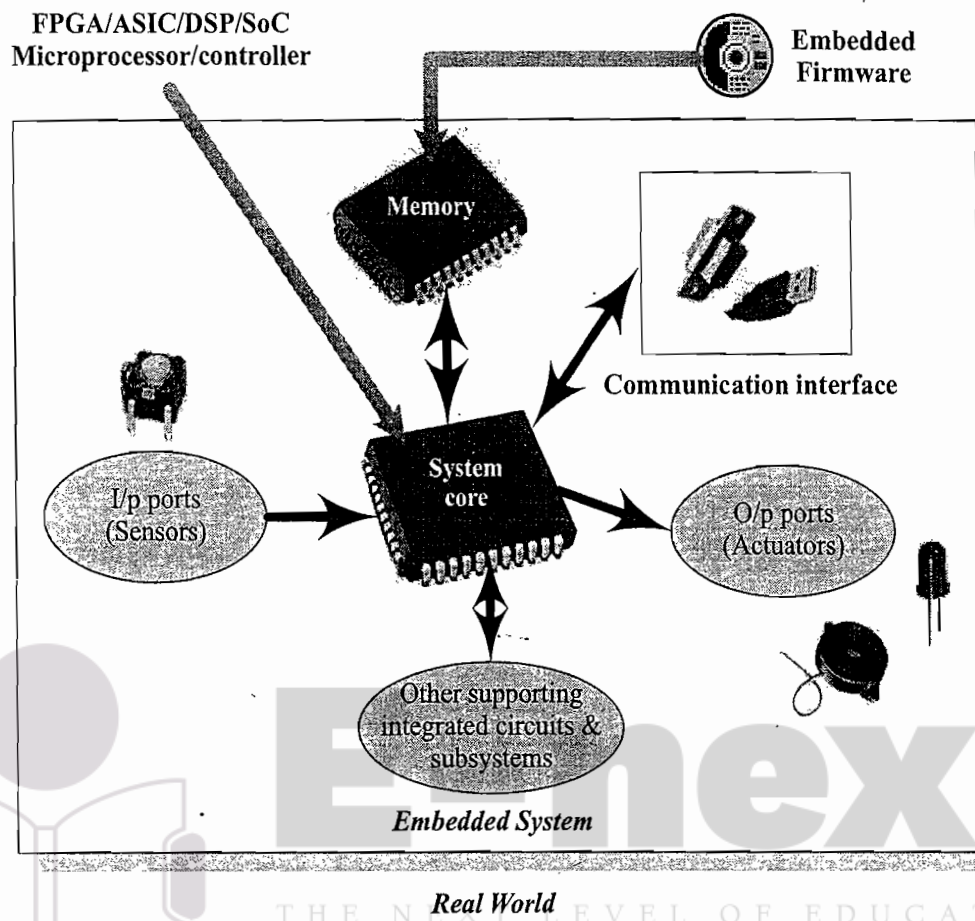 FPGA/ASIC/DSP/SoC
Microprocessor/controller
Embedded
Firmware
Memory
Communication interface
System
core
I/p ports
(Sensors)
O/p ports
(Actuators)
Other supporting
integrated circuits &
subsystems
Embedded System
E-nex
Real World
THE NEXT LEVEL OF EDUCA